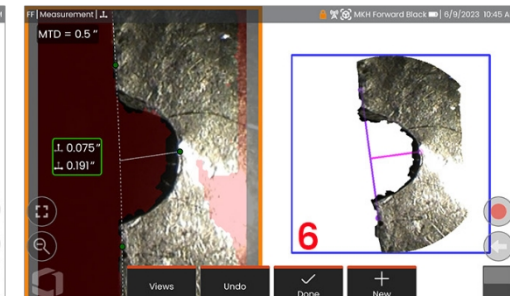 FF | Measurement |
MKH Forward Black | 6/9/2023 10:45 A
MTD = 0.5 "
0.075"
0.191"
6
Views Undo Done New